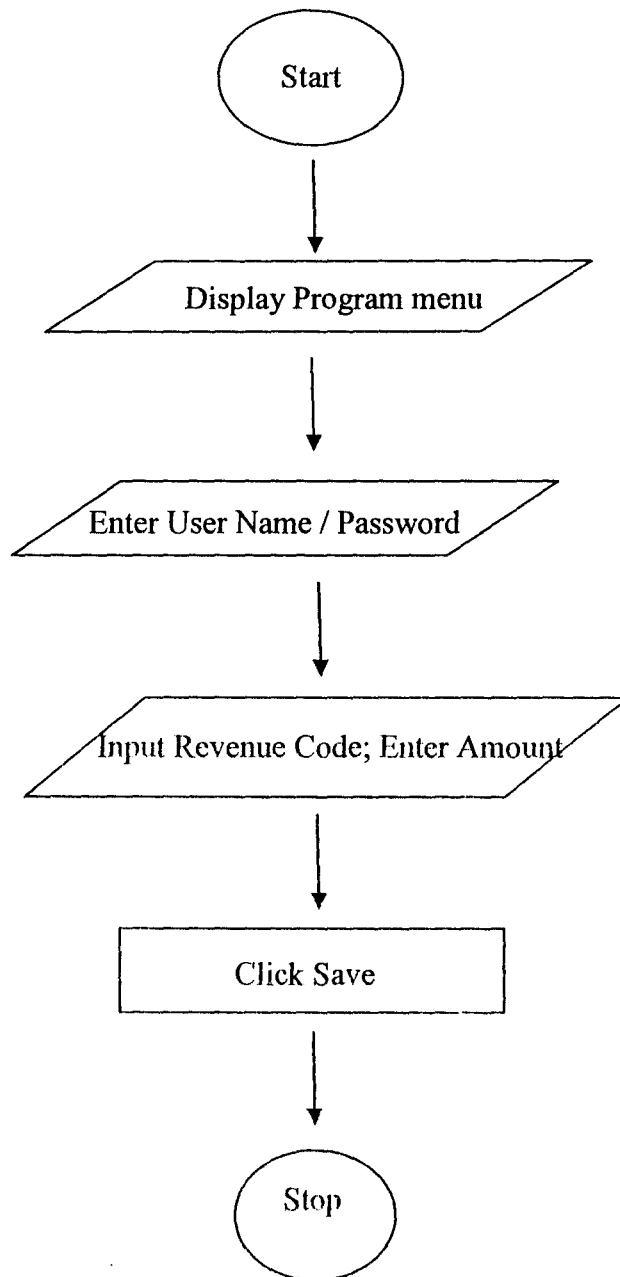 Start
Display Program menu
Enter User Name / Password
Input Revenue Code; Enter Amount
Click Save
Stop